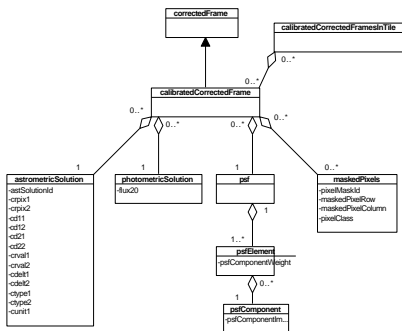 correctedFrame
calibratedCorrectedFramesInTile
0..*
0..*
calibratedCorrectedFrame
0..*
0..*
0..*
0..*
1
1
1
0..*
astrometricSolution
-astSolutionId
-crpix1
-crpix2
-cd11
-cd12
-cd21
-cd22
-crval1
-crval2
-cdelt1
-cdelt2
-ctype1
-ctype2
-cunit1
photometricSolution
-flux20
psf
maskedPixels
-pixelMaskId
-maskedPixelRow
-maskedPixelColumn
-pixelClass
1
1..*
psfElement
-psfComponentWeight
0..*
1
psfComponent
-psfComponentIm...